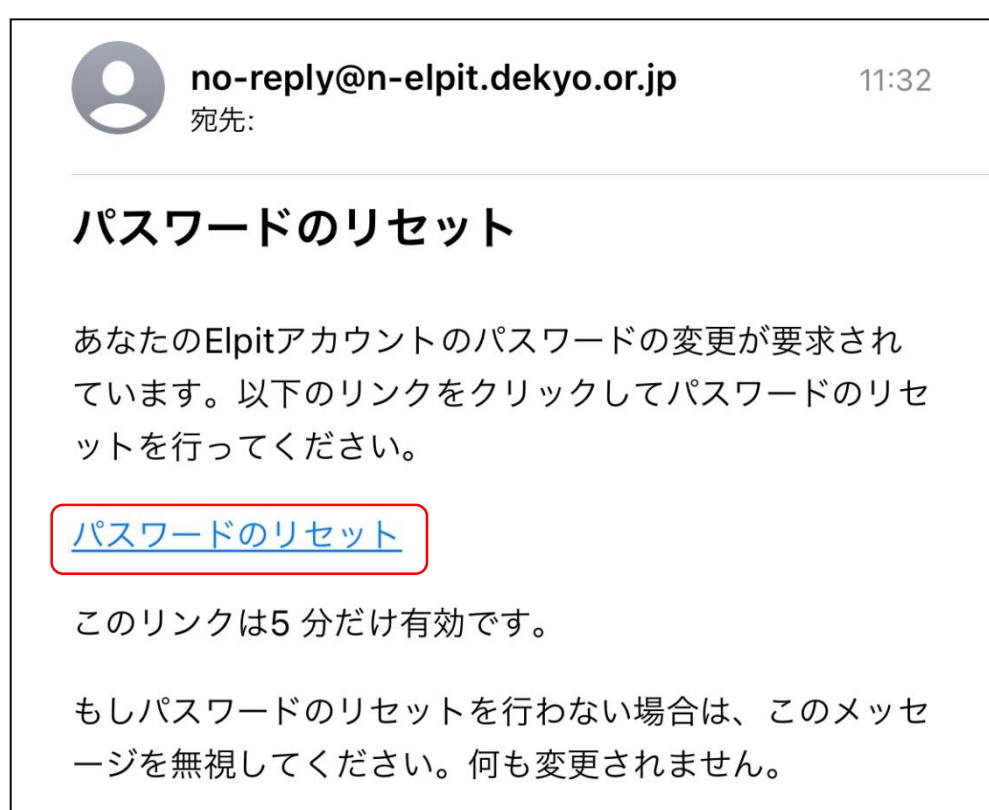 no-reply@n-elpit.dekyo.or.jp
11:32
宛先:
パスワードのリセット
あなたのElpitアカウントのパスワードの変更が要求され
ています。以下のリンクをクリックしてパスワードのリセ
ットを行ってください。
パスワードのリセット
このリンクは5 分だけ有効です。
もしパスワードのリセットを行わない場合は、このメッセ
ージを無視してください。何も変更されません。